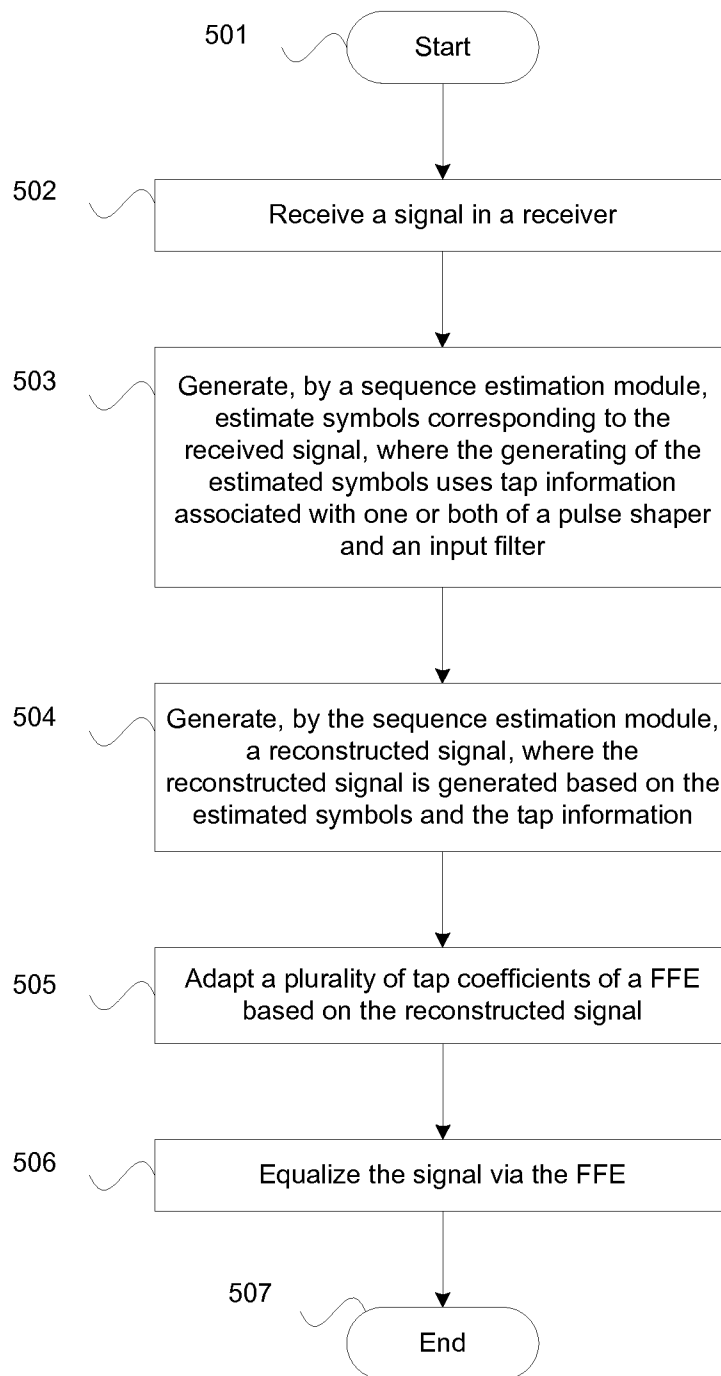 501
Start
502
Receive a signal in a receiver
503
Generate, by a sequence estimation module,
estimate symbols corresponding to the
received signal, where the generating of the
estimated symbols uses tap information
associated with one or both of a pulse shaper
and an input filter
504
Generate, by the sequence estimation module,
a reconstructed signal, where the
reconstructed signal is generated based on the
estimated symbols and the tap information
505
Adapt a plurality of tap coefficients of a FFE
based on the reconstructed signal
506
Equalize the signal via the FFE
507
End